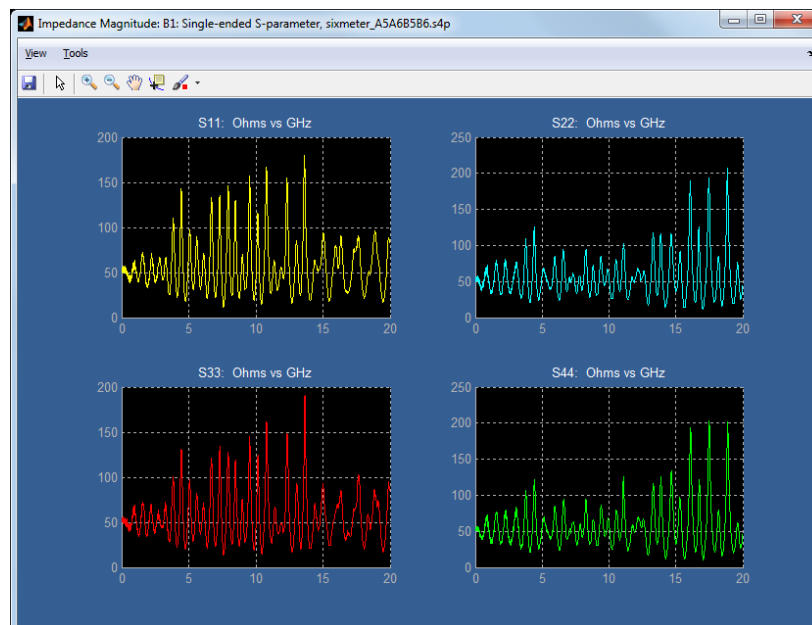 Impedance Magnitude: B1: Single-ended S-parameter, sixmeter_A5A6B5B6.s4p
View Tools
S11: Ohms vs GHz
200
150
100
50
0
0 5 10 15 20
S22: Ohms vs GHz
250
200
150
100
50
0
0 5 10 15 20
S33: Ohms vs GHz
200
150
100
50
0
0 5 10 15 20
S44: Ohms vs GHz
250
200
150
100
50
0
0 5 10 15 20